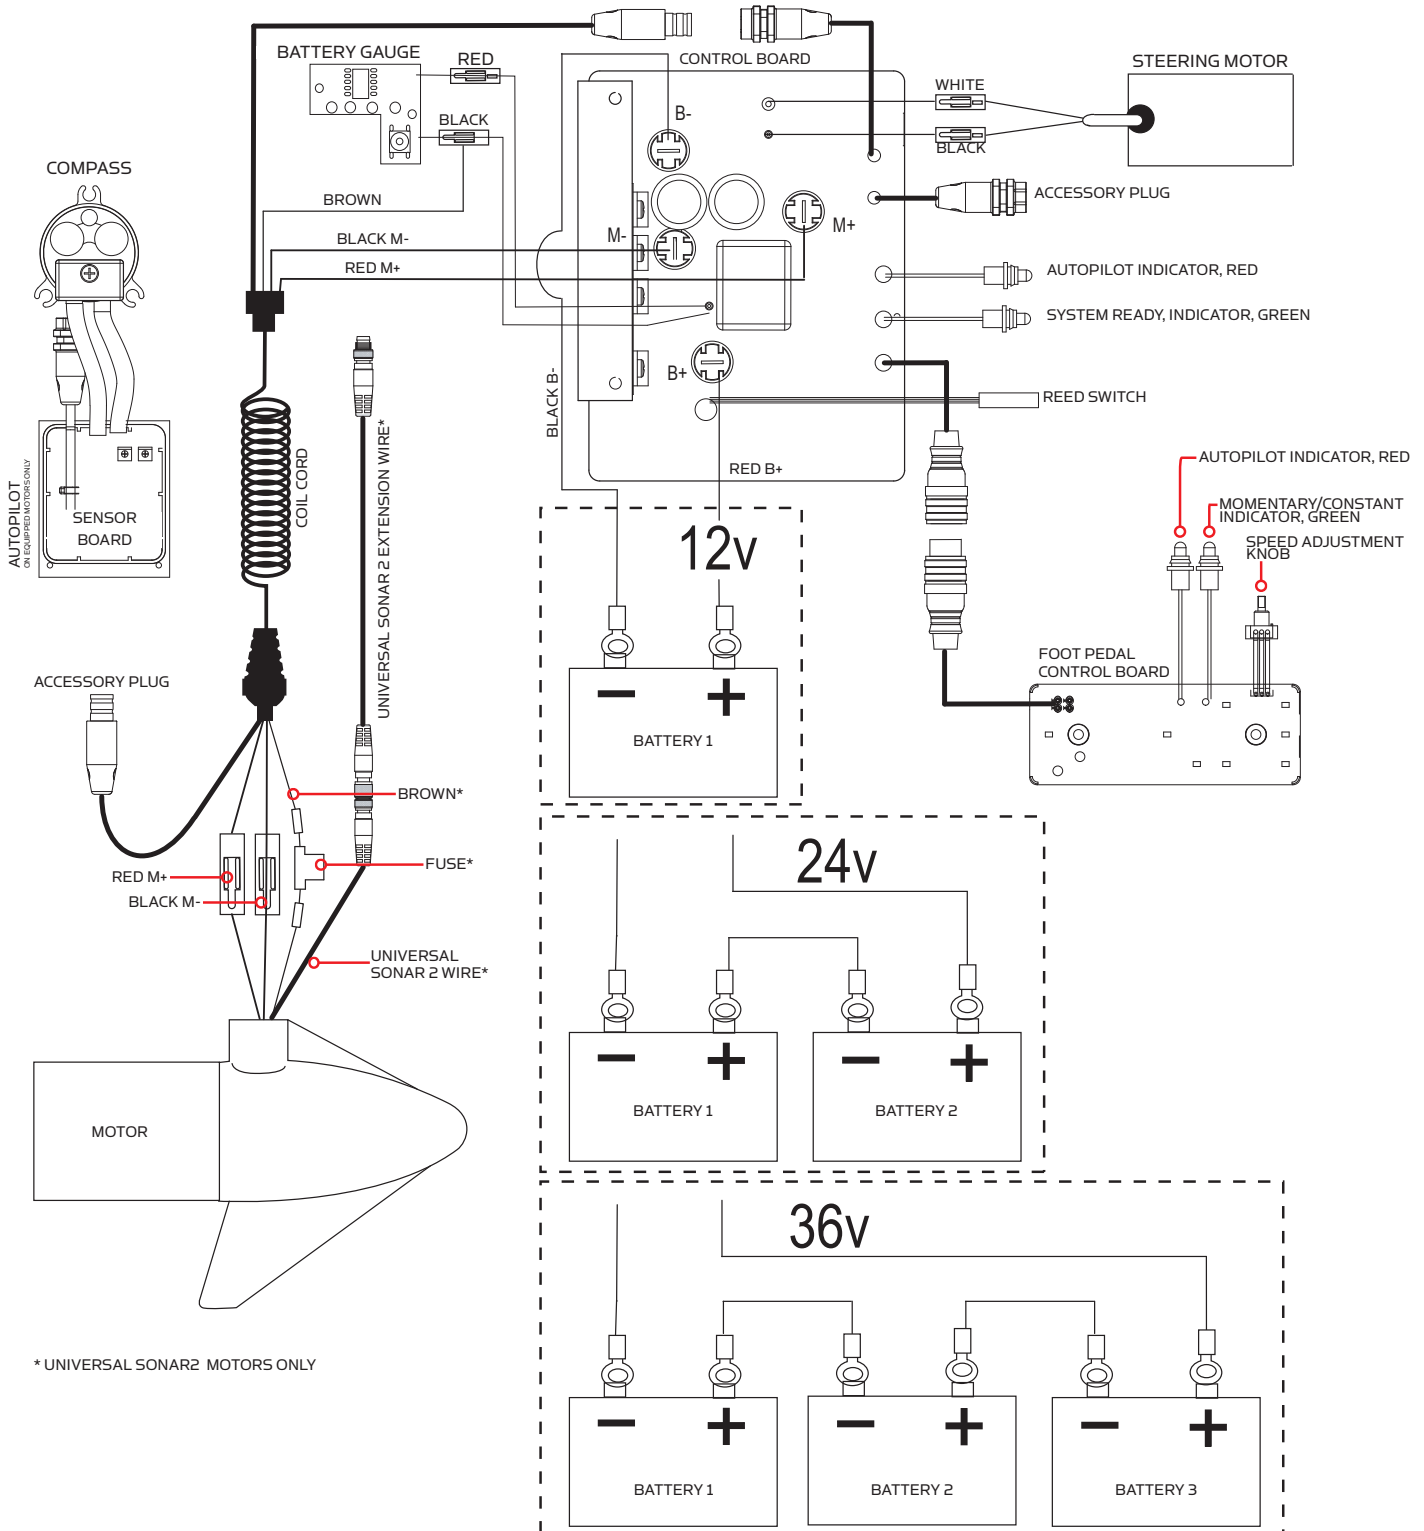 BATTERY GAUGE
RED
CONTROL BOARD
STEERING MOTOR
WHITE
B-
BLACK
BLACK
COMPASS
ACCESSORY PLUG
BROWN
M+
M-
BLACK M-
RED M+
AUTOPILOT INDICATOR, RED
SYSTEM READY, INDICATOR, GREEN
B+
BLACK B-
REED SWITCH
UNIVERSAL SONAR 2 EXTENSION WIRE*
COIL CORD
RED B+
AUTOPILOT
ON EQUIPPED MOTORS ONLY
SENSOR
BOARD
AUTOPILOT INDICATOR, RED
MOMENTARY/CONSTANT
INDICATOR, GREEN
SPEED ADJUSTMENT
KNOB
12v
FOOT PEDAL
CONTROL BOARD
ACCESSORY PLUG
BATTERY 1
BROWN*
FUSE*
RED M+
BLACK M-
24v
UNIVERSAL
SONAR 2 WIRE*
BATTERY 1
BATTERY 2
MOTOR
36v
* UNIVERSAL SONAR2 MOTORS ONLY
BATTERY 1
BATTERY 2
BATTERY 3